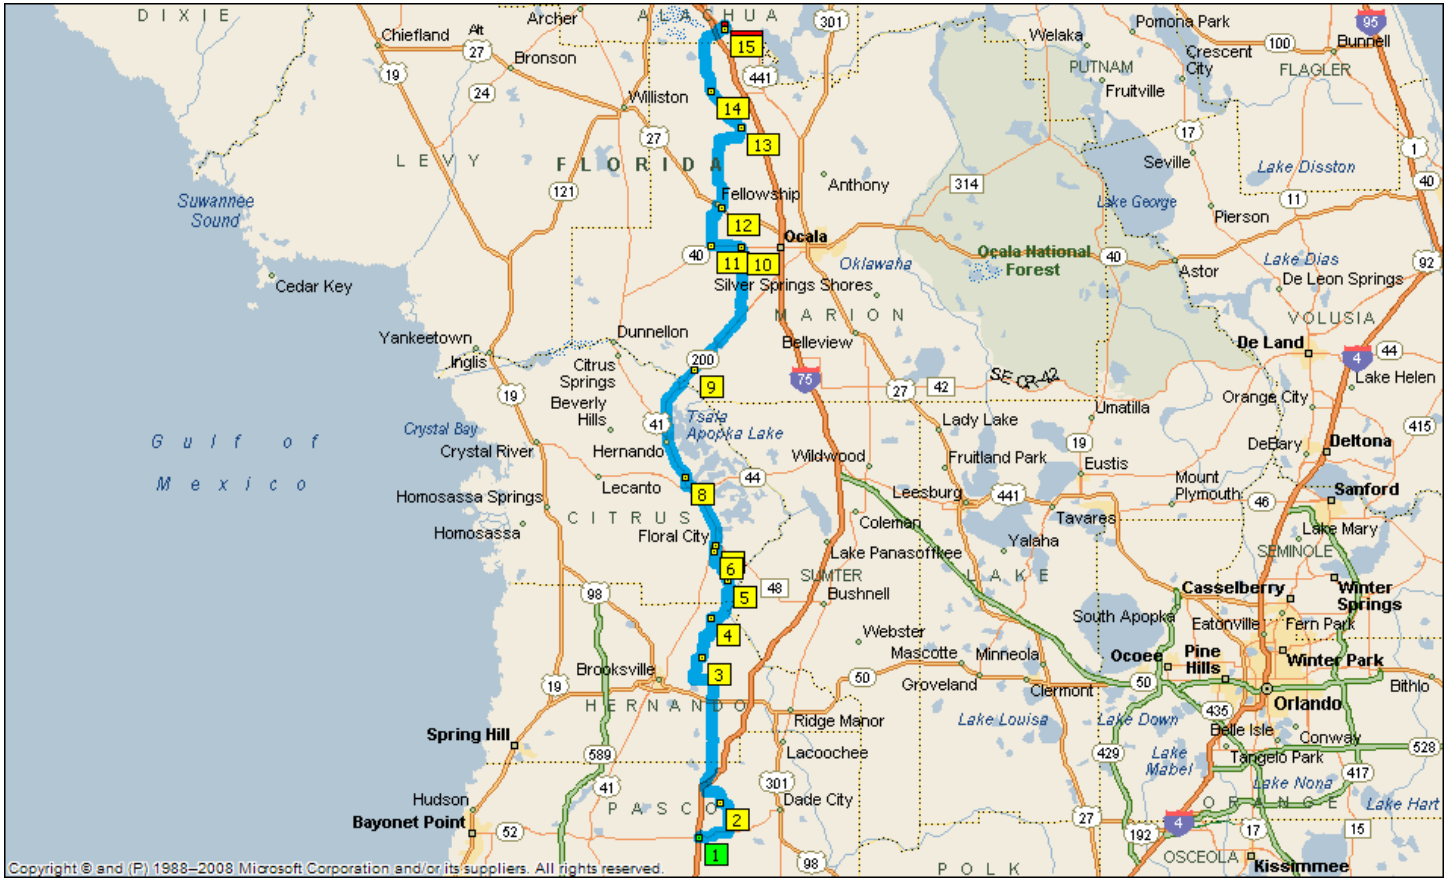 DIXIE
Archer
ALACHUA
301
Pomona Park
95
Chiefland
Alt
27
Welaka
Crescent
City
100
Bunnell
Bronson
15
441
PUTNAM
FLAGLER
19
24
Williston
14
Fruitville
27
13
17
1
LEVY
FLORIDA
Seville
Lake Disston
121
Fellowship
Anthony
314
40
Suwannee
Sound
Lake George
11
Pierson
12
Ocala
40
11
10
Oklawaha
Ocala National
Forest
40
Astor
Lake Dias
92
Cedar Key
Silver Springs Shores
De Leon Springs
MARION
VOLUSIA
Yankeetown
Dunnellon
Belleview
De Land
4
44
Inglis
200
Citrus
Springs
75
SE CR-42
Lake Helen
19
9
27
42
Orange City
Beverly
Hills
Umatilla
Crystal Bay
41
Tsala
Apopka Lake
Lady Lake
19
415
Crystal River
Hernando
Wildwood
Fruitland Park
Eustis
DeBary
Deltona
Lecanto
44
Mount
Plymouth
Gulf of
Mexico
Homosassa Springs
8
Leesburg
441
46
Sanford
CITRUS
Coleman
Tavares
Homosassa
Floral City
Lake Panasoffkee
Yalaha
Lake Mary
6
SUMTER
LAKE
SEMINOLE
98
5
48
Bushnell
Casselberry
Winter
Springs
4
Webster
South Apopka
Eatonville
Fern Park
Brooksville
3
Mascotte
Minneola
Ocoee
Pine
Hills
Winter Park
19
50
Groveland
Clermont
50
Bithlo
HERNANDO
Ridge Manor
Lake Louisa
Lake Down
435
Orlando
Spring Hill
589
Lacoochee
429
Lake
Mabel
Belle Isle
Conway
528
Tangelo Park
417
41
301
Lake Nona
Hudson
PASCO
Dade City
ORANGE
Lake Hart
Bayonet Point
52
2
27
4
192
17
15
1
98
POLK
OSCEOLA
Kissimmee
Copyright © and (P) 1988–2008 Microsoft Corporation and/or its suppliers. All rights reserved.